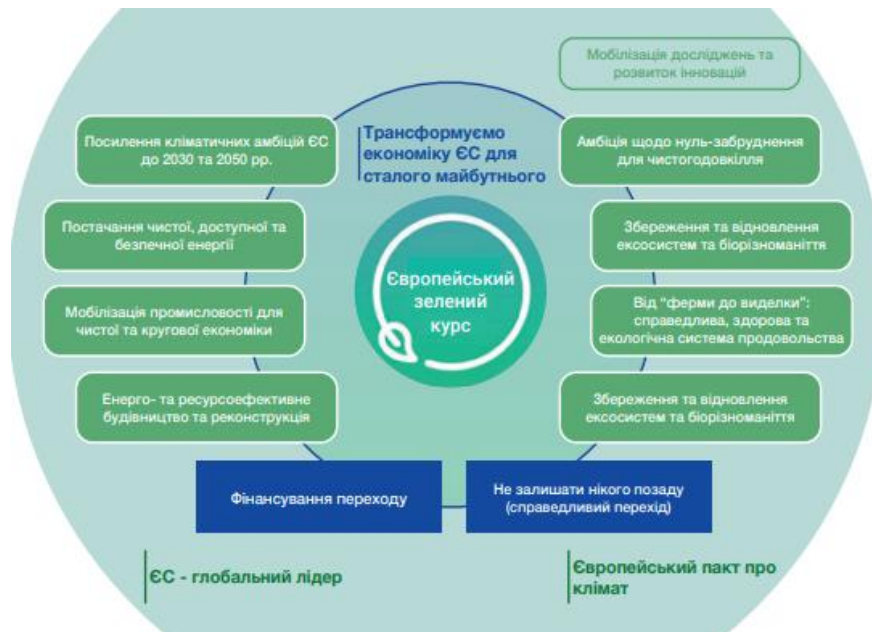 Мобілізація досліджень та
розвиток інновацій
Трансформуємо
економіку ЄС для
сталого майбутнього
Посилення кліматичних амбіцій ЄС
до 2030 та 2050 рр.
Амбіція щодо нуль-забруднення
для чистогодовкілля
Постачання чистої, доступної та
безпечної енергії
Збереження та відновлення
ексосистем та біорізноманіття
Європейський
зелений
курс
Мобілізація промисловості для
чистої та кругової економіки
Від “ферми до виделки”:
справедлива, здорова та
екологічна система продовольства
Енерго- та ресурсоефективне
будівництво та реконструкція
Збереження та відновлення
ексосистем та біорізноманіття
Фінансування переходу
Не залишати нікого позаду
(справедливий перехід)
ЄС - глобальний лідер
Європейський пакт про
клімат